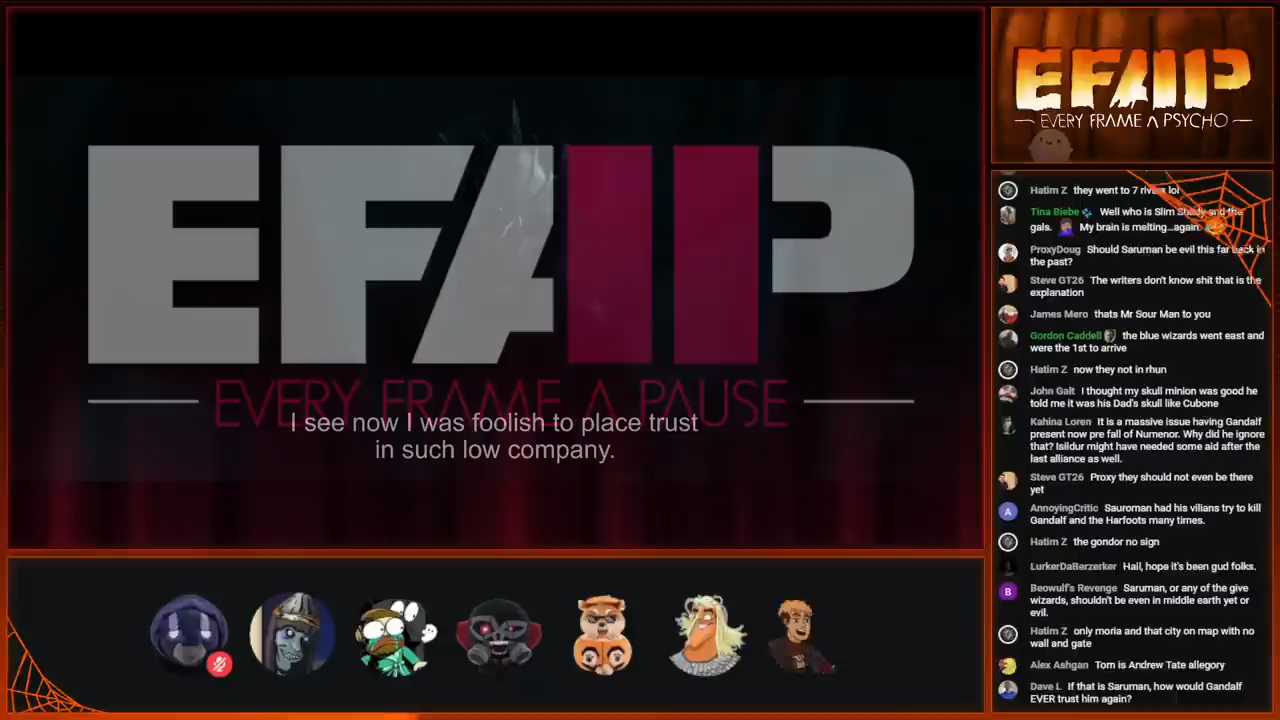 EFAIIP
EVERY FRAME A PAUSE
I see now I was foolish to place trust
in such low company.
EFAIIP
EVERY FRAME A PSYCHO
Hatim Z they went to 7 rivers lol
Tina Biebe Well who is Slim Shady and the
gals. My brain is melting...again.
ProxyDoug Should Saruman be evil this far back in
the past?
Steve GT26 The writers don't know shit that is the
explanation
James Mero thats Mr Sour Man to you
Gordon Caddell the blue wizards went east and
were the 1st to arrive
Hatim Z now they not in rhun
John Galt I thought my skull minion was good he
told me it was his Dad's skull like Cubone
Kahina Loren It is a massive issue having Gandalf
present now pre fall of Numenor. Why did he ignore
that? Isildur might have needed some aid after the
last alliance as well.
Steve GT26 Proxy they should not even be there
yet
A
AnnoyingCritic Sauroman had his vilians try to kill
Gandalf and the Harfoots many times.
Hatim Z the gondor no sign
LurkerDaBerzerker Hail, hope it's been gud folks.
B
Beowulf's Revenge Saruman, or any of the give
wizards, shouldn't be even in middle earth yet or
evil.
Hatim Z only moria and that city on map with no
wall and gate
Alex Ashgan Tom is Andrew Tate allegory
Dave L If that is Saruman, how would Gandalf
EVER trust him again?